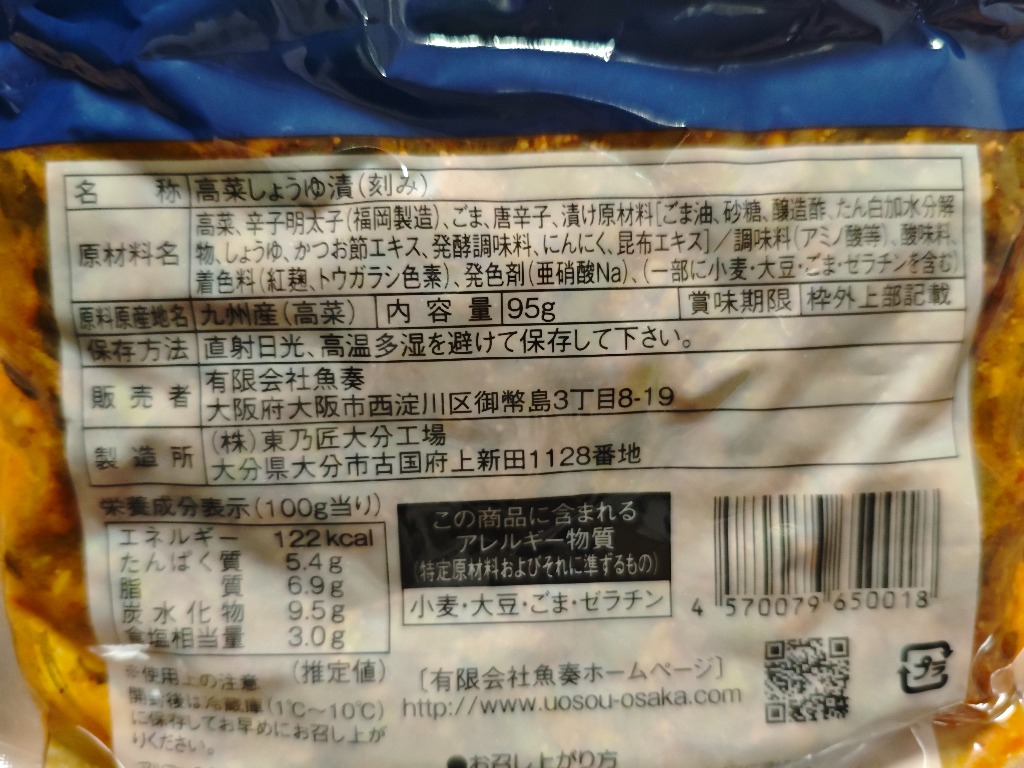 名　　称 高菜しょうゆ漬(刻み)
原材料名 高菜、辛子明太子(福岡製造)、ごま、唐辛子、漬け原材料[ごま油、砂糖、醸造酢、たん白加水分解
物、しょうゆ、かつお節エキス、発酵調味料、にんにく、昆布エキス]／調味料(アミノ酸等)、酸味料、
着色料(紅麹、トウガラシ色素)、発色剤(亜硝酸Na)、(一部に小麦・大豆・ごま・ゼラチンを含む)
原料原産地名 九州産(高菜) 内容量 95g 賞味期限 枠外上部記載
保存方法 直射日光、高温多湿を避けて保存して下さい。
販売者 有限会社魚奏
大阪府大阪市西淀川区御幣島3丁目8-19
製造所 (株)東乃匠大分工場
大分県大分市古国府上新田1128番地
栄養成分表示(100g当り)
エネルギー 122kcal
たんぱく質 5.4g
脂質 6.9g
炭水化物 9.5g
食塩相当量 3.0g
(推定値)
※使用上の注意
開封後は冷蔵庫(1℃〜10℃)
に保存してお早めにお召し上が
りください。
この商品に含まれる
アレルギー物質
(特定原材料およびそれに準ずるもの)
小麦・大豆・ごま・ゼラチン
4 570079 650018
[有限会社魚奏ホームページ]
http://www.uosou-osaka.com
プラ
●お召し上がり方